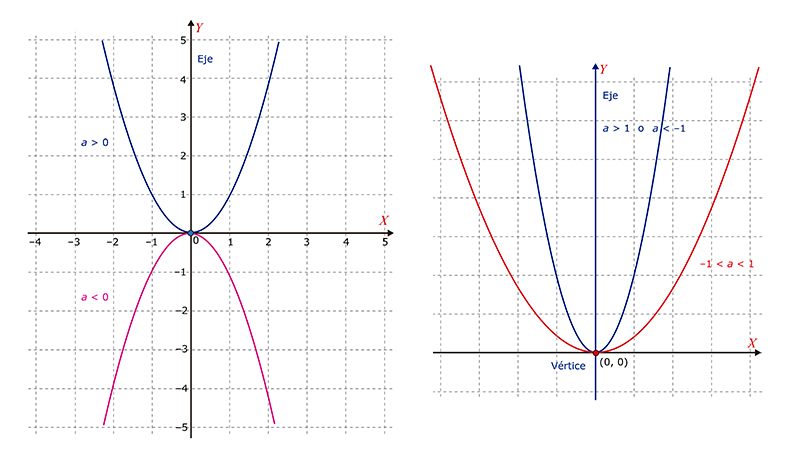 5
Y
Eje
4
a > 0
3
2
1
X
–4
–3
–2
–1
0
1
2
3
4
5
–1
a < 0
–2
–3
–4
–5
Y
Eje
a > 1 o a < –1
–1 < a < 1
X
Vértice
(0, 0)